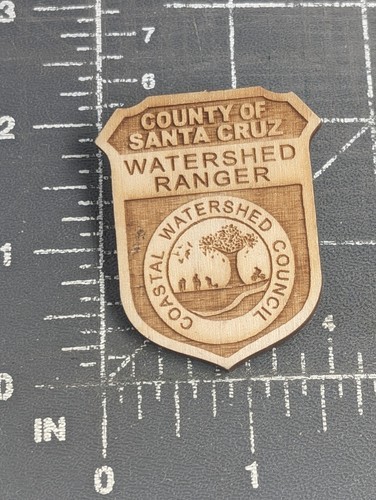 3
7
6
2
COUNTY OF
SANTA CRUZ
WATERSHED
RANGER
COASTAL WATERSHED COUNCIL
1
4
0
IN
0
1